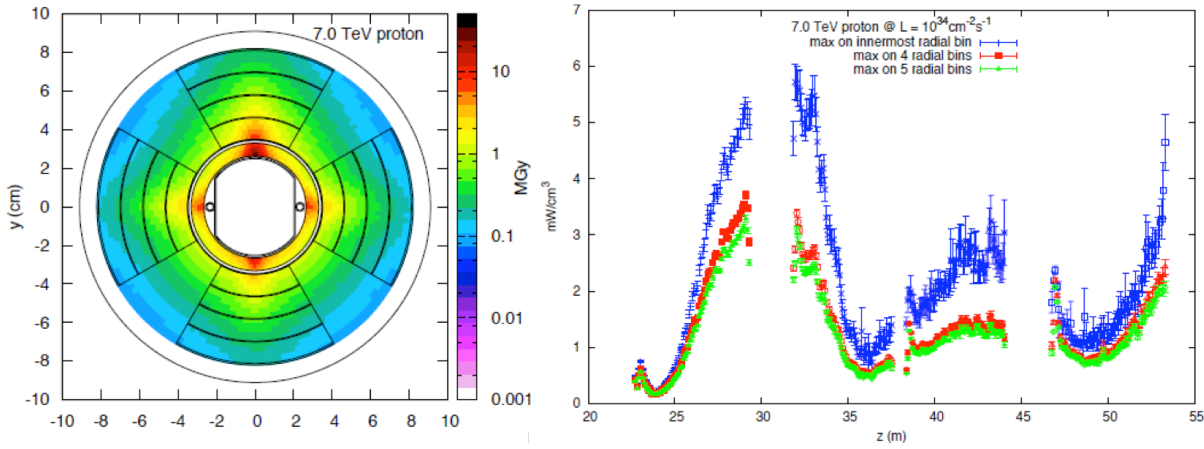 7.0 TeV proton
10
8
6
4
2
0
-2
-4
-6
-8
-10
y (cm)
-10 -8 -6 -4 -2 0 2 4 6 8 10
10
1
0.1
0.01
0.001
MGy
7.0 TeV proton @ L = 10³⁴cm⁻²s⁻¹
max on innermost radial bin
max on 4 radial bins
max on 5 radial bins
7
6
5
4
3
2
1
0
mW/cm³
20 25 30 35 40 45 50 55
z (m)